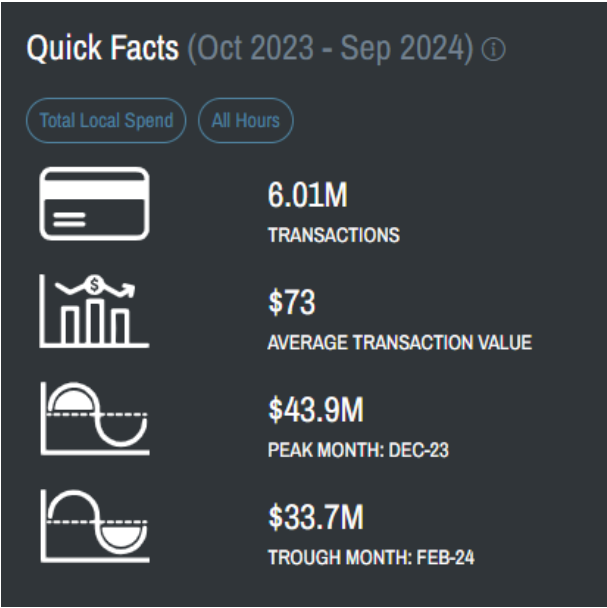 Quick Facts (Oct 2023 - Sep 2024)
Total Local Spend All Hours
6.01M
TRANSACTIONS
$73
AVERAGE TRANSACTION VALUE
$43.9M
PEAK MONTH: DEC-23
$33.7M
TROUGH MONTH: FEB-24